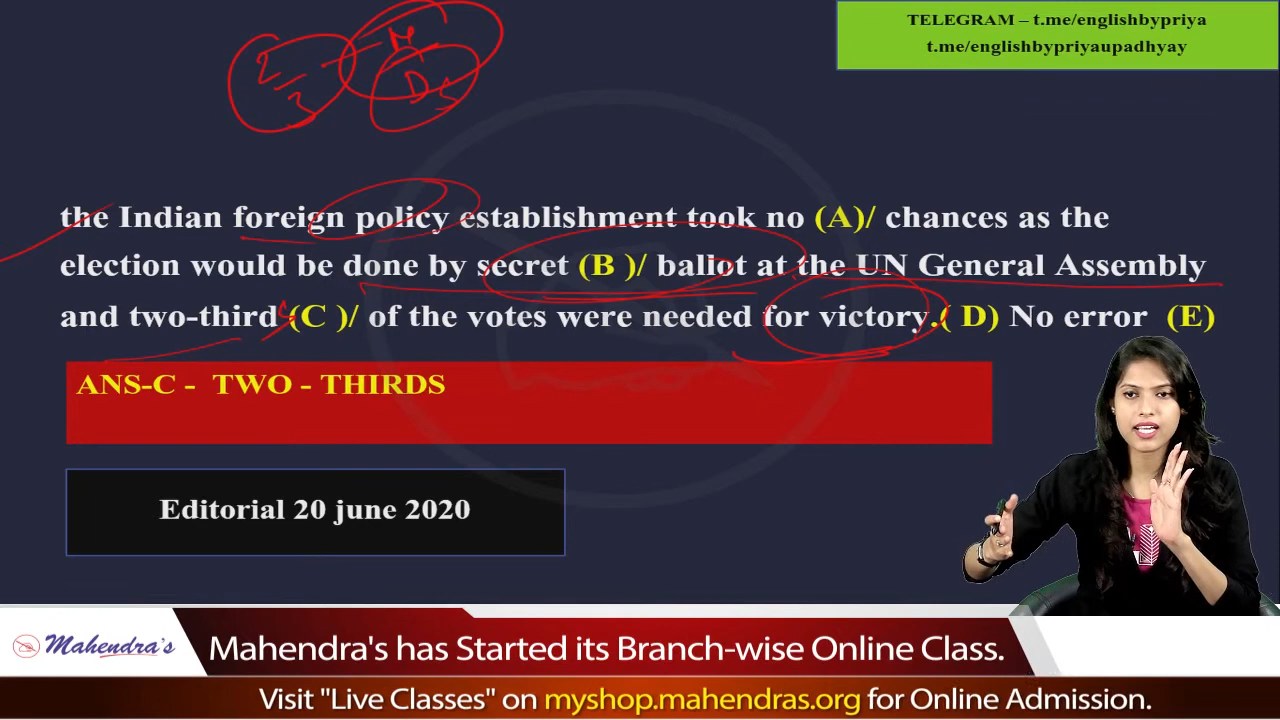 TELEGRAM – t.me/englishbypriya
t.me/englishbypriyaupadhyay
2/3
the Indian foreign policy establishment took no (A)/ chances as the
election would be done by secret (B )/ ballot at the UN General Assembly
and two-third s (C )/ of the votes were needed for victory.( D) No error (E)
ANS-C - TWO - THIRDS
Editorial 20 june 2020
Mahendra's
Mahendra's has Started its Branch-wise Online Class.
Visit "Live Classes" on myshop.mahendras.org for Online Admission.